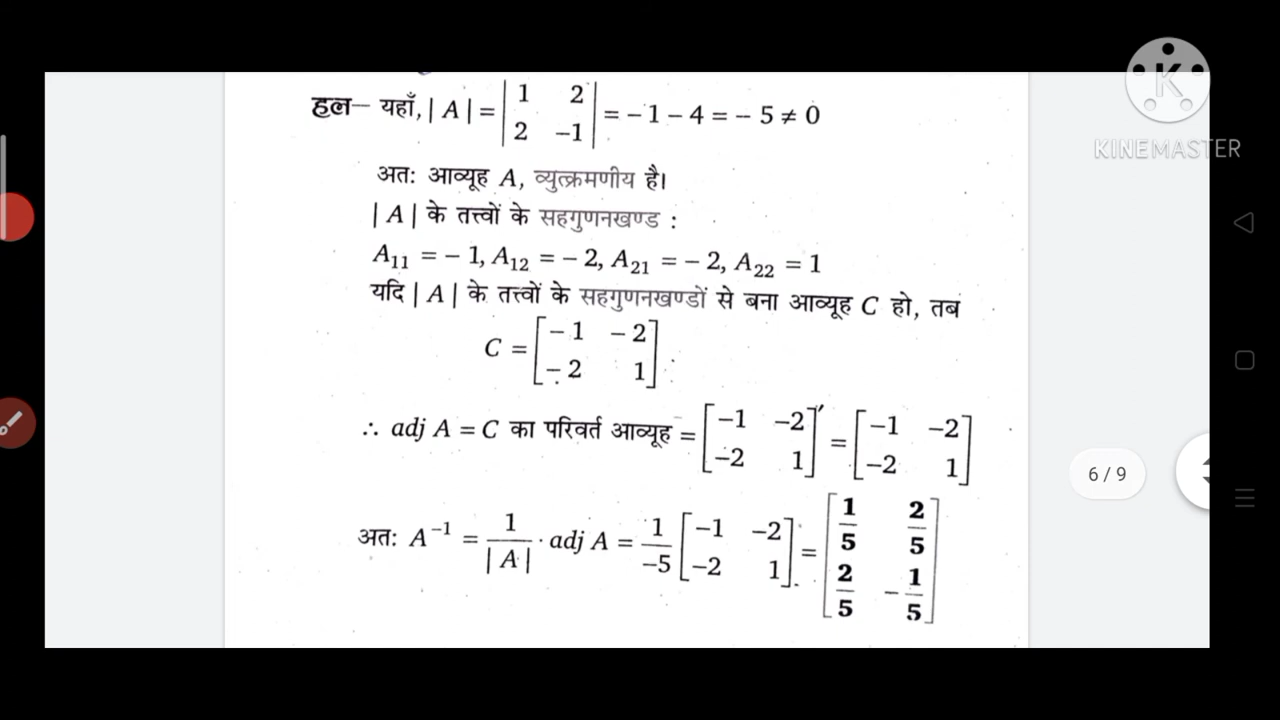 हल— यहाँ, | A | = | 1 2 | = – 1 – 4 = – 5 ≠ 0
| 2 –1 |
KINEMASTER
अतः आव्यूह A, व्युत्क्रमणीय है।
| A | के तत्त्वों के सहगुणनखण्ड :
A₁₁ = – 1, A₁₂ = – 2, A₂₁ = – 2, A₂₂ = 1
यदि | A | के तत्त्वों के सहगुणनखण्डों से बना आव्यूह C हो, तब
C = [ – 1 – 2 ]
[ – 2 1 ]
∴ adj A = C का परिवर्त आव्यूह = [ –1 –2 ]′ = [ –1 –2 ]
[ –2 1 ] [ –2 1 ]
6 / 9
अतः A⁻¹ = 1/| A | · adj A = 1/–5 [ –1 –2 ] = [ 1/5 2/5 ]
[ –2 1 ] [ 2/5 – 1/5 ]